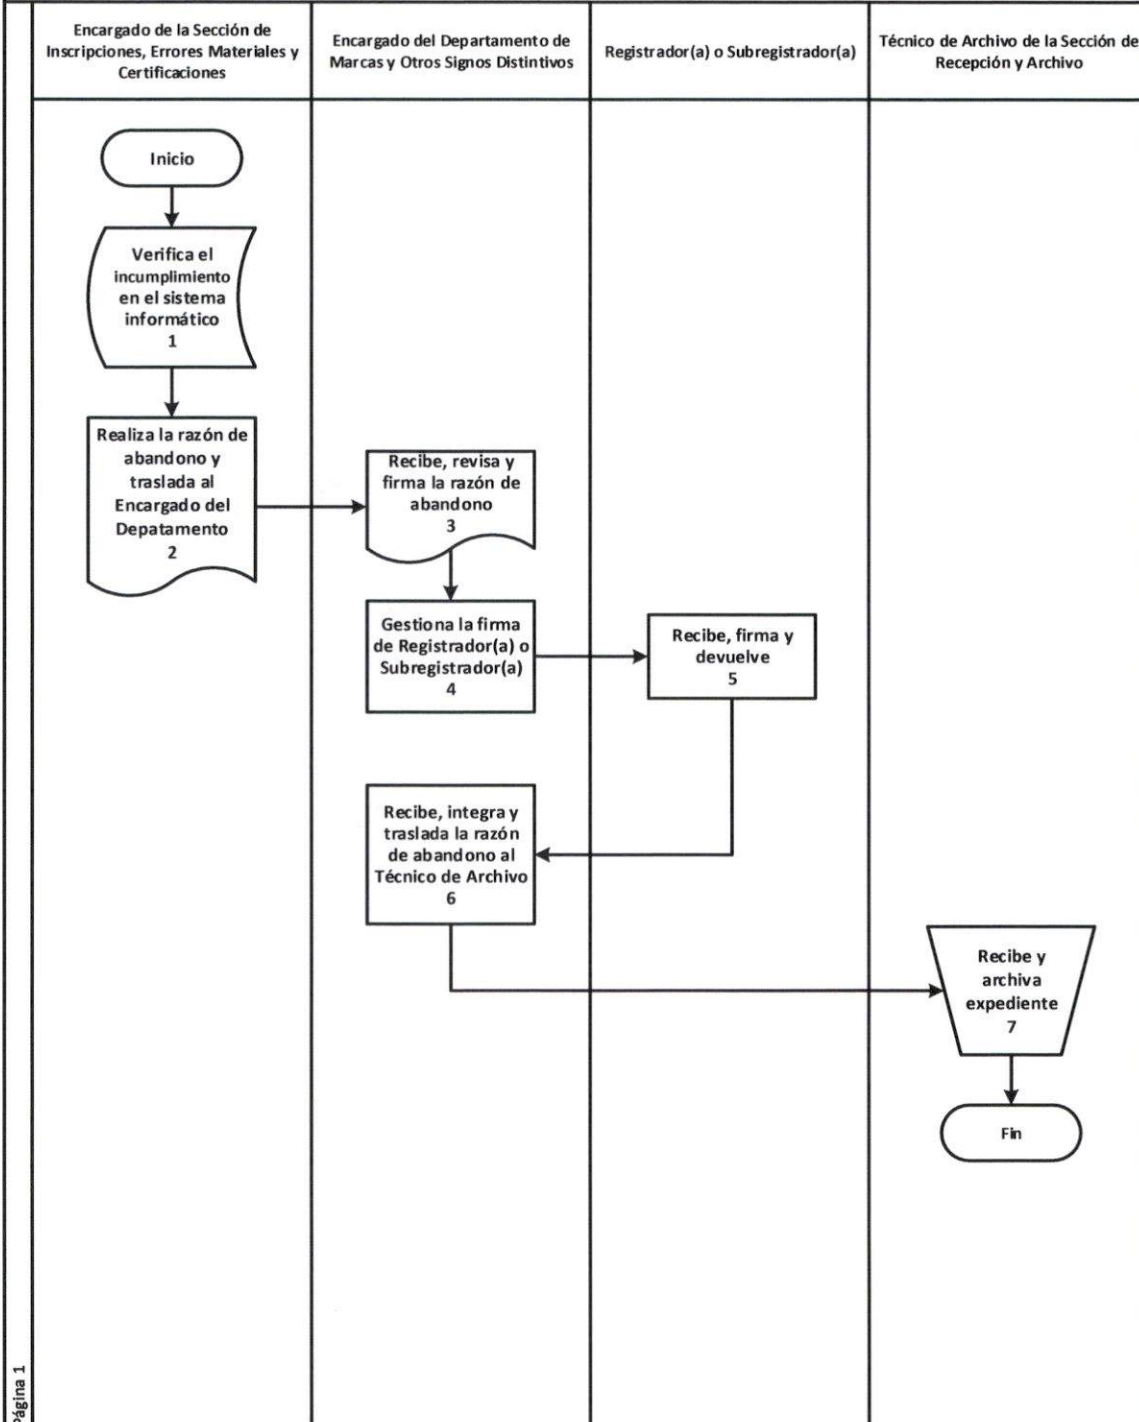 Encargado de la Sección de
Inscripciones, Errores Materiales y
Certificaciones
Encargado del Departamento de
Marcas y Otros Signos Distintivos
Registrador(a) o Subregistrador(a)
Técnico de Archivo de la Sección de
Recepción y Archivo
Inicio
Verifica el
incumplimiento
en el sistema
informático
1
Realiza la razón de
abandono y
traslada al
Encargado del
Depatamento
2
Recibe, revisa y
firma la razón de
abandono
3
Gestiona la firma
de Registrador(a) o
Subregistrador(a)
4
Recibe, firma y
devuelve
5
Recibe, integra y
traslada la razón
de abandono al
Técnico de Archivo
6
Recibe y
archiva
expediente
7
Fin
Página 1